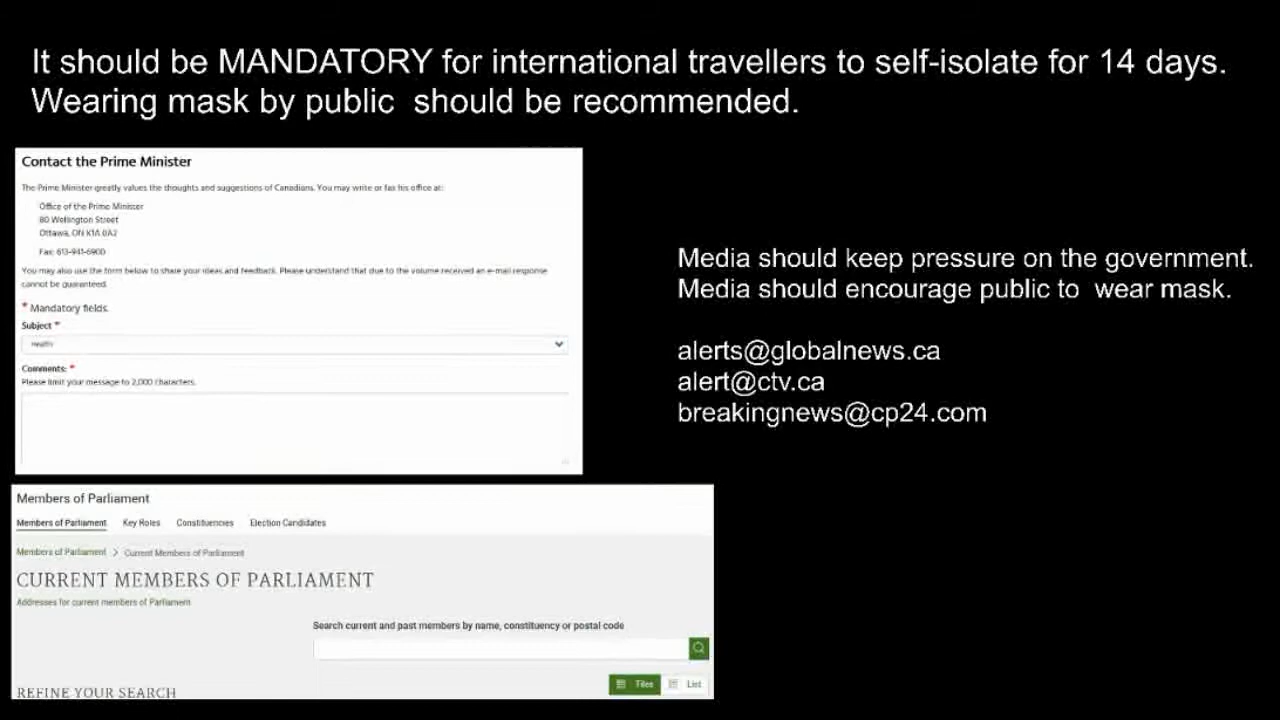 It should be MANDATORY for international travellers to self-isolate for 14 days.
Wearing mask by public should be recommended.
Contact the Prime Minister
The Prime Minister greatly values the thoughts and suggestions of Canadians. You may write or fax his office at:
Office of the Prime Minister
80 Wellington Street
Ottawa, ON K1A 0A2
Fax: 613-941-6900
You may also use the form below to share your ideas and feedback. Please understand that due to the volume received an e-mail response
cannot be guaranteed.
* Mandatory fields.
Subject *
Health
Comments: *
Please limit your message to 2,000 characters.
Media should keep pressure on the government.
Media should encourage public to wear mask.
alerts@globalnews.ca
alert@ctv.ca
breakingnews@cp24.com
Members of Parliament
Members of Parliament Key Roles Constituencies Election Candidates
Members of Parliament > Current Members of Parliament
CURRENT MEMBERS OF PARLIAMENT
Addresses for current members of Parliament
Search current and past members by name, constituency or postal code
Tiles List
REFINE YOUR SEARCH